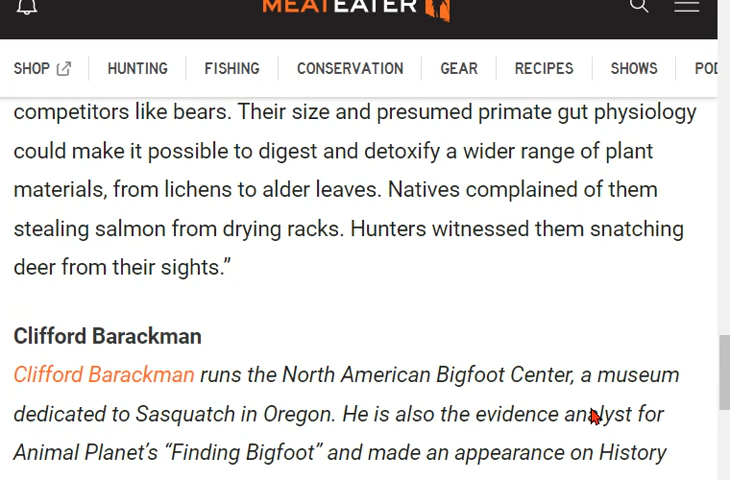 MEATEATER
SHOP HUNTING FISHING CONSERVATION GEAR RECIPES SHOWS
competitors like bears. Their size and presumed primate gut physiology
could make it possible to digest and detoxify a wider range of plant
materials, from lichens to alder leaves. Natives complained of them
stealing salmon from drying racks. Hunters witnessed them snatching
deer from their sights.”
Clifford Barackman
Clifford Barackman runs the North American Bigfoot Center, a museum
dedicated to Sasquatch in Oregon. He is also the evidence analyst for
Animal Planet’s “Finding Bigfoot” and made an appearance on History